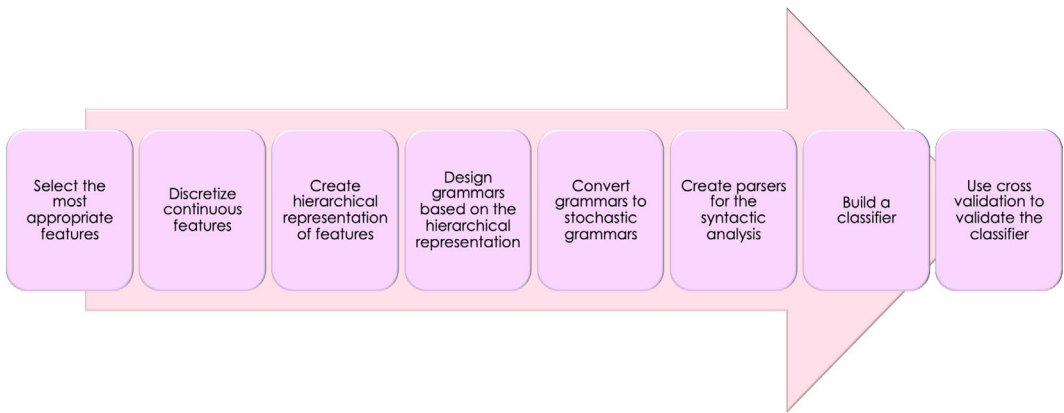 Select the
most
appropriate
features
Discretize
continuous
features
Create
hierarchical
representation
of features
Design
grammars
based on the
hierarchical
representation
Convert
grammars to
stochastic
grammars
Create parsers
for the
syntactic
analysis
Build a
classifier
Use cross
validation to
validate the
classifier